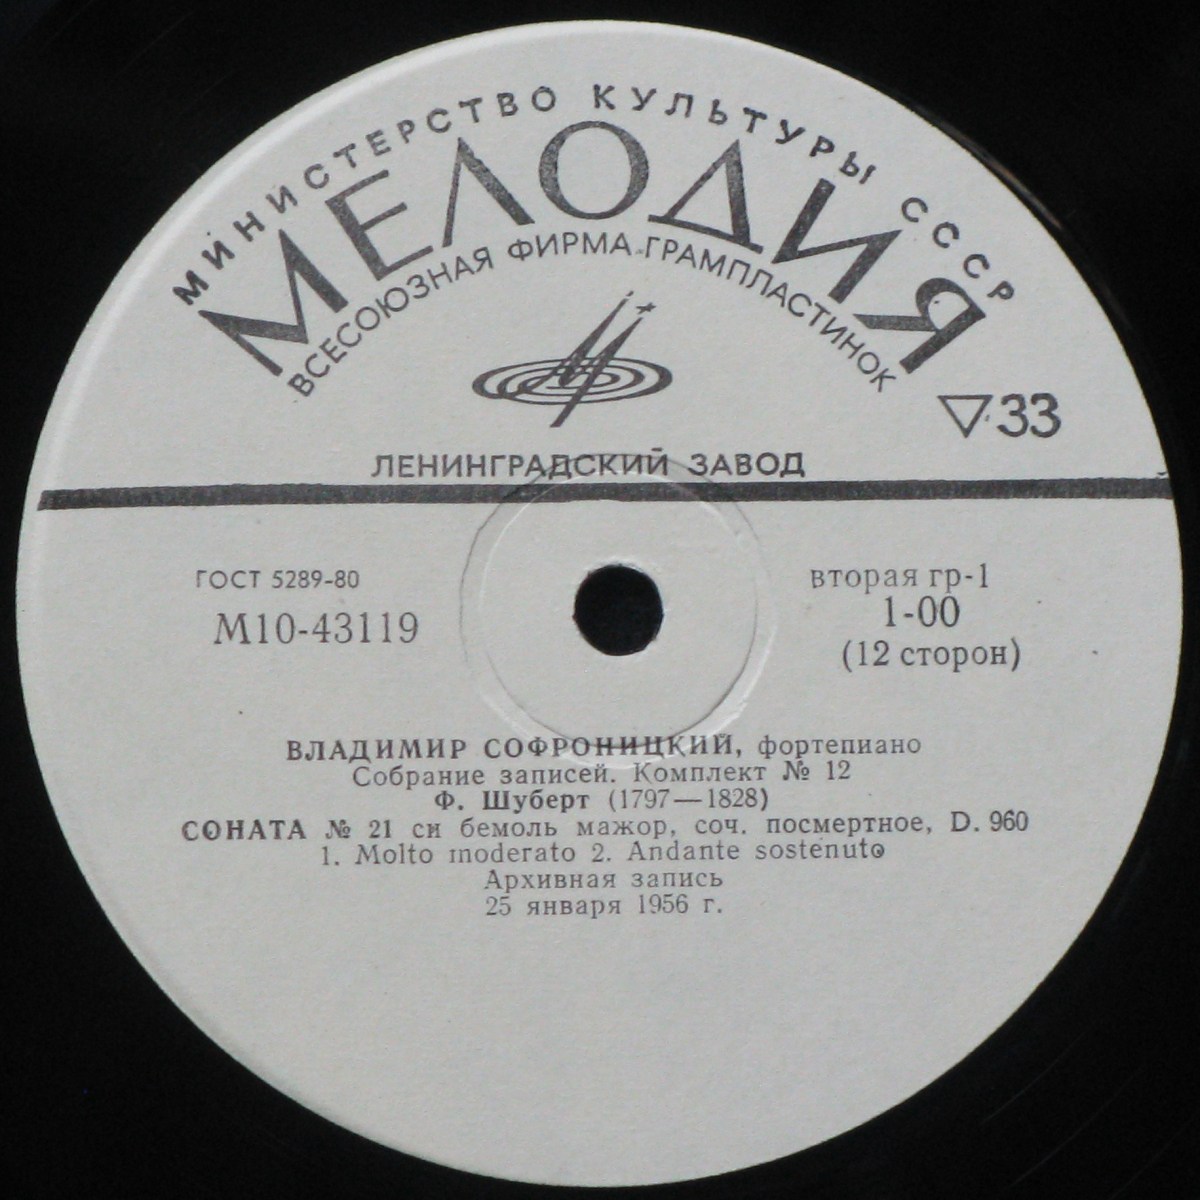 МИНИСТЕРСТВО КУЛЬТУРЫ СССР
МЕЛОДИЯ
ВСЕСОЮЗНАЯ ФИРМА ГРАМПЛАСТИНОК
▽33
ЛЕНИНГРАДСКИЙ ЗАВОД
ГОСТ 5289-80
М10-43119
вторая гр-1
1-00
(12 сторон)
ВЛАДИМИР СОФРОНИЦКИЙ, фортепиано
Собрание записей. Комплект № 12
Ф. Шуберт (1797—1828)
СОНАТА № 21 си бемоль мажор, соч. посмертное, D. 960
1. Molto moderato 2. Andante sostenuto
Архивная запись
25 января 1956 г.